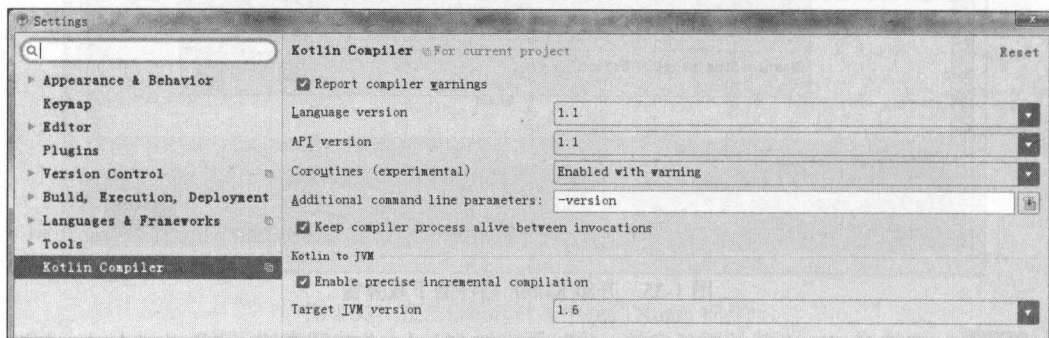 Settings
Appearance & Behavior
Keymap
Editor
Plugins
Version Control
Build, Execution, Deployment
Languages & Frameworks
Tools
Kotlin Compiler
Kotlin Compiler For current project
Reset
Report compiler warnings
Language version 1.1
API version 1.1
Coroutines (experimental) Enabled with warning
Additional command line parameters: -version
Keep compiler process alive between invocations
Kotlin to JVM
Enable precise incremental compilation
Target JVM version 1.6